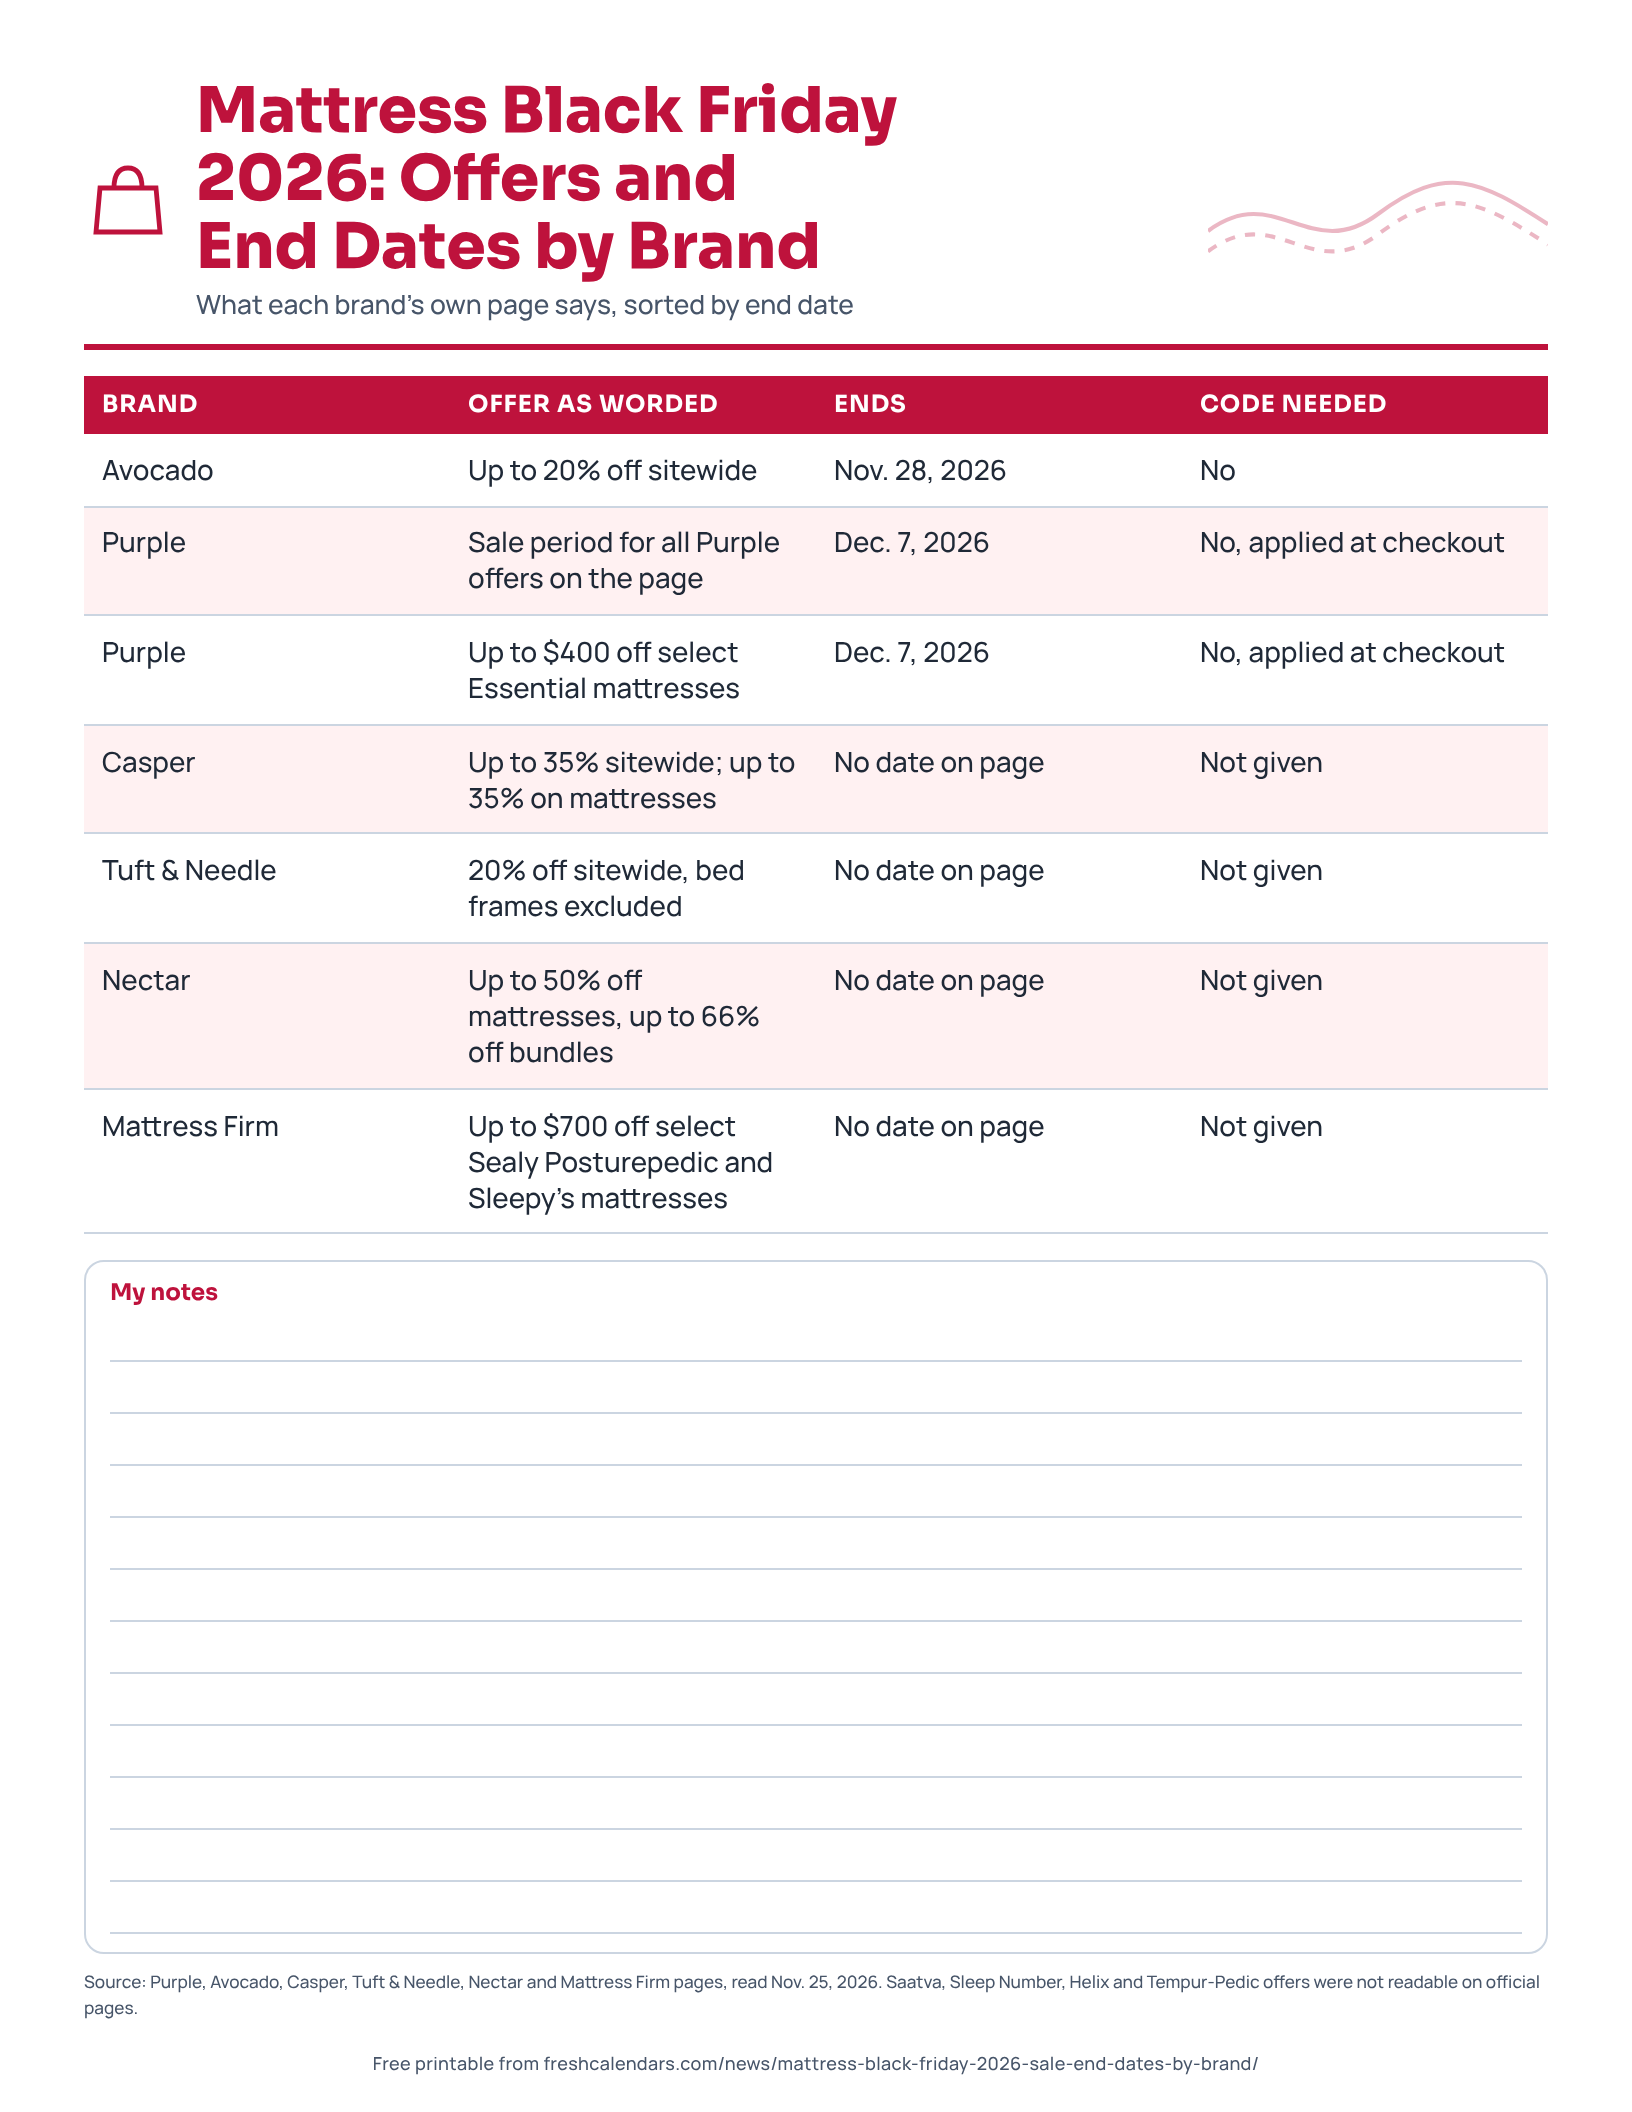 Mattress Black Friday
2026: Offers and
End Dates by Brand
What each brand’s own page says, sorted by end date
BRAND OFFER AS WORDED ENDS CODE NEEDED
Avocado Up to 20% off sitewide Nov. 28, 2026 No
Purple Sale period for all Purple Dec. 7, 2026 No, applied at checkout
offers on the page
Purple Up to $400 off select Dec. 7, 2026 No, applied at checkout
Essential mattresses
Casper Up to 35% sitewide; up to No date on page Not given
35% on mattresses
Tuft & Needle 20% off sitewide, bed No date on page Not given
frames excluded
Nectar Up to 50% off No date on page Not given
mattresses, up to 66%
off bundles
Mattress Firm Up to $700 off select No date on page Not given
Sealy Posturepedic and
Sleepy’s mattresses
My notes
Source: Purple, Avocado, Casper, Tuft & Needle, Nectar and Mattress Firm pages, read Nov. 25, 2026. Saatva, Sleep Number, Helix and Tempur-Pedic offers were not readable on official
pages.
Free printable from freshcalendars.com/news/mattress-black-friday-2026-sale-end-dates-by-brand/